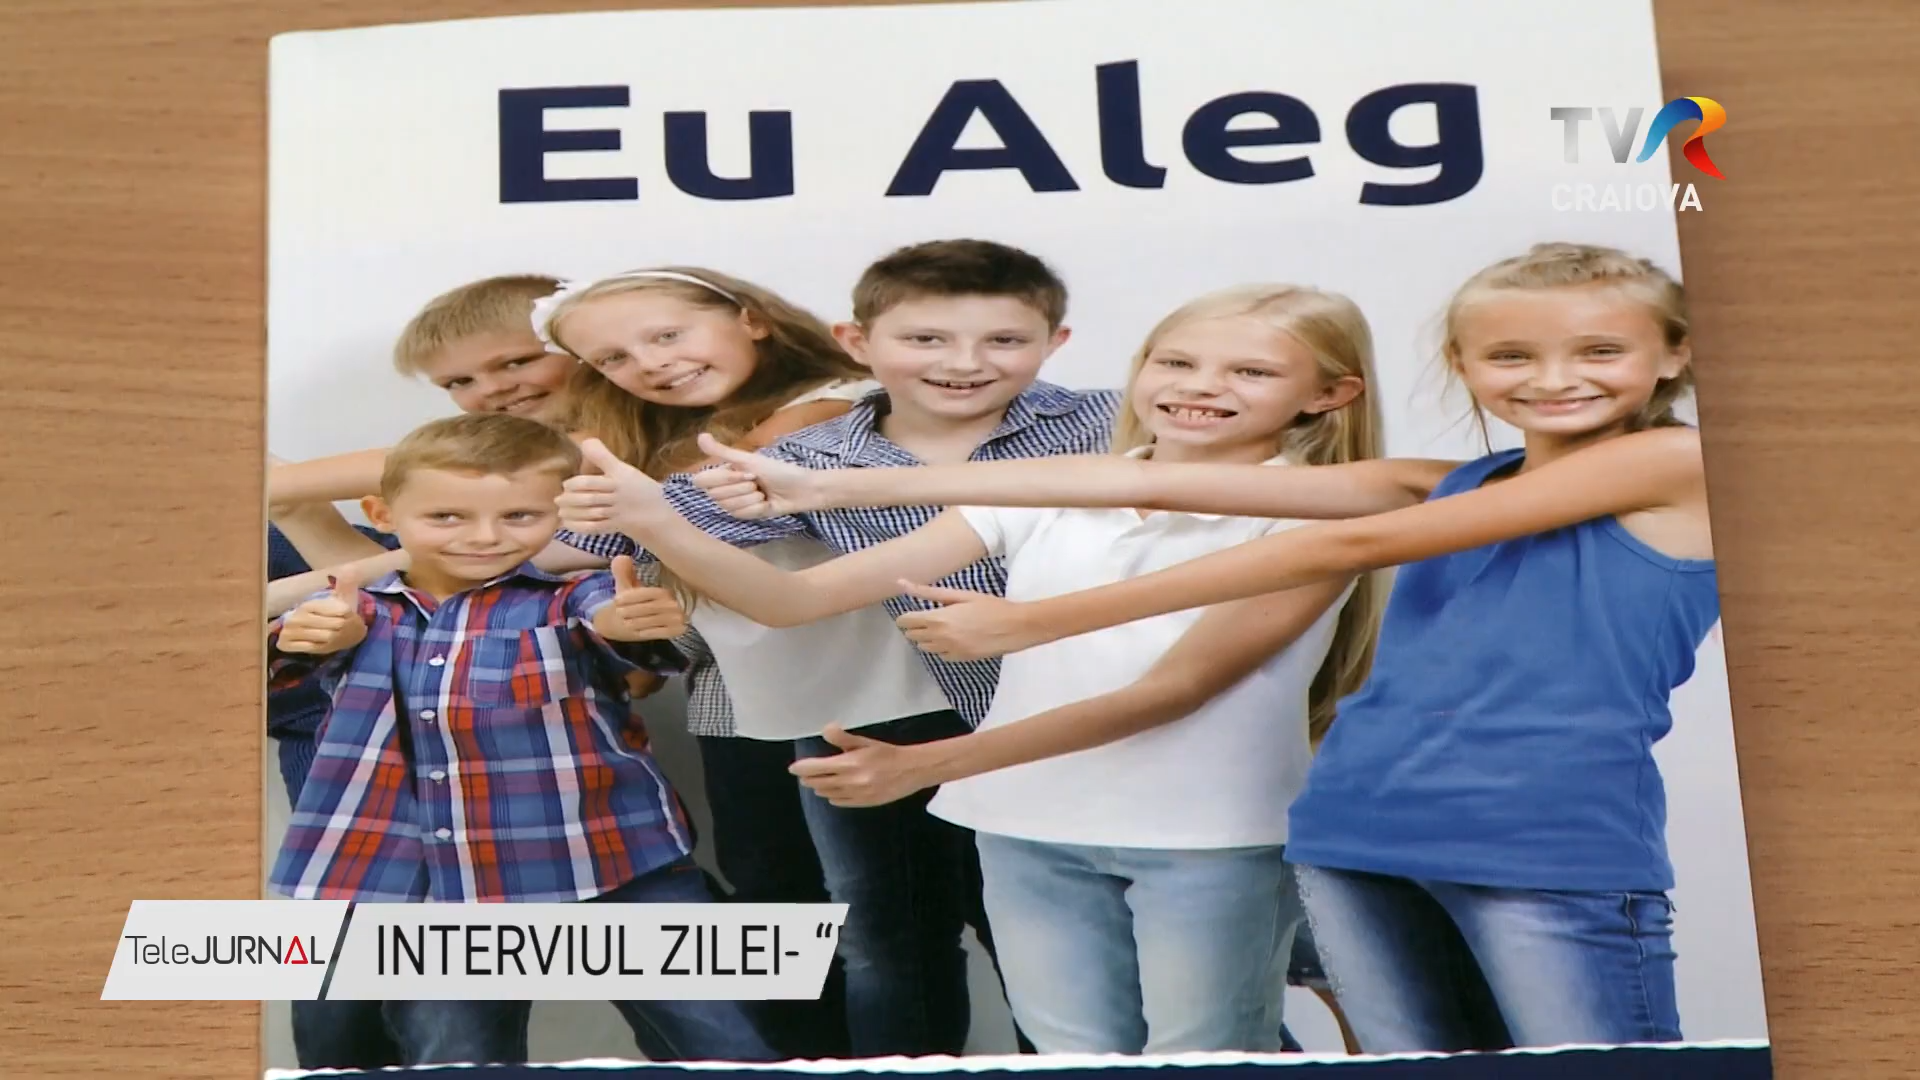 Eu Aleg
TVR
CRAIOVA
TeleJURNAL
INTERVIUL ZILEI- “